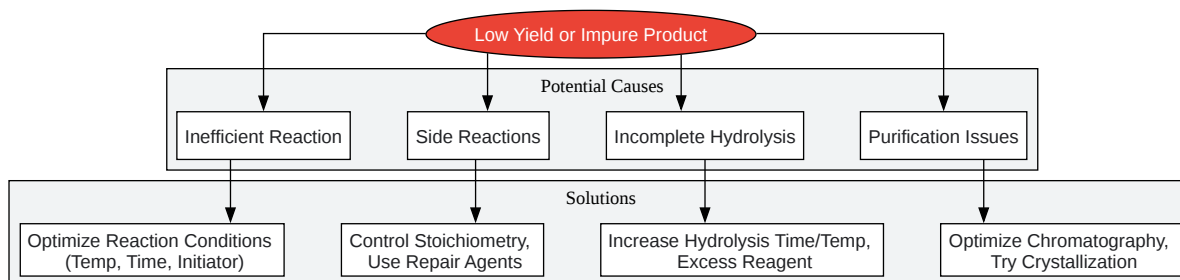 Low Yield or Impure Product
Potential Causes
Inefficient Reaction
Side Reactions
Incomplete Hydrolysis
Purification Issues
Solutions
Optimize Reaction Conditions
(Temp, Time, Initiator)
Control Stoichiometry,
Use Repair Agents
Increase Hydrolysis Time/Temp,
Excess Reagent
Optimize Chromatography,
Try Crystallization